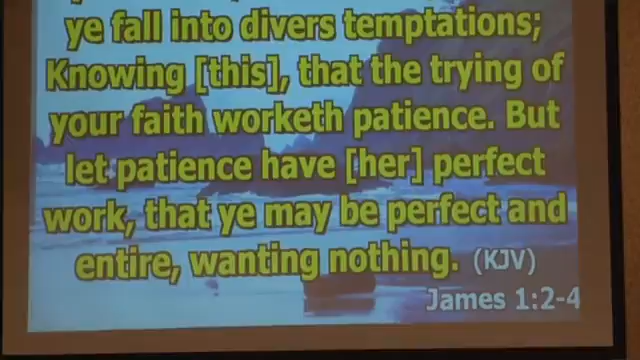 ye fall into divers temptations;
Knowing [this], that the trying of
your faith worketh patience. But
let patience have [her] perfect
work, that ye may be perfect and
entire, wanting nothing. (KJV)
James 1:2-4